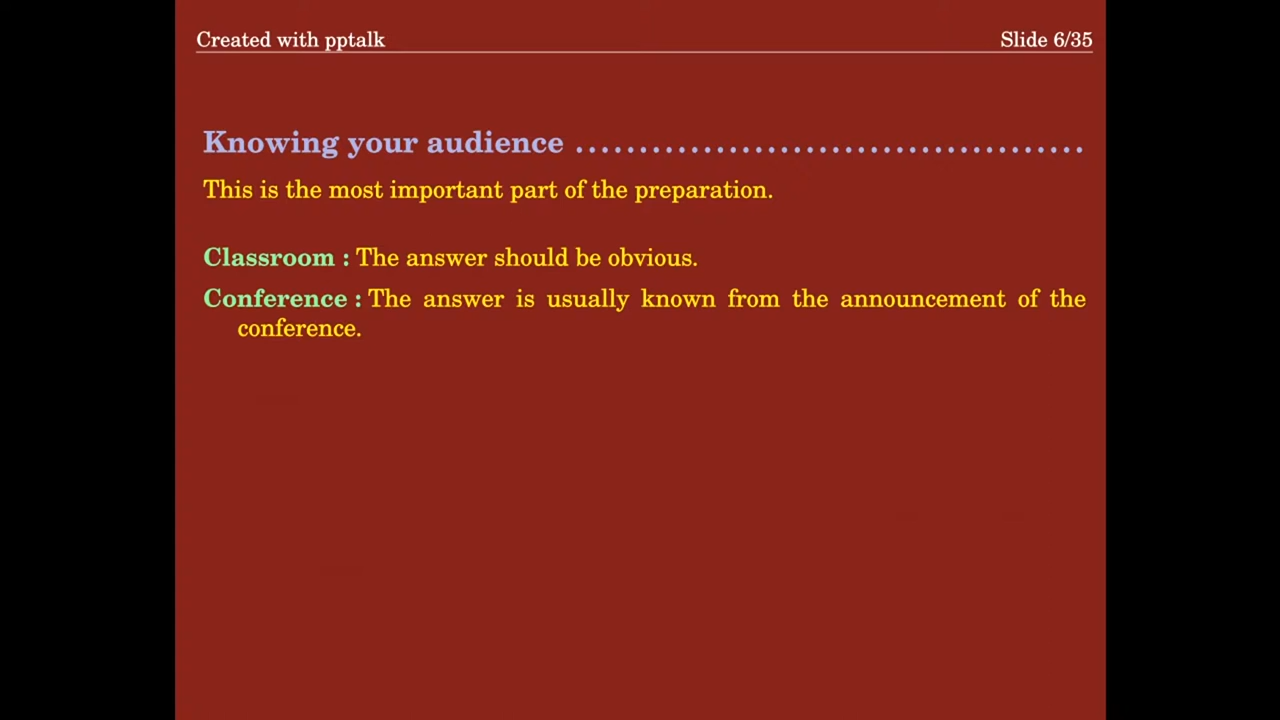 Created with pptalk
Slide 6/35
Knowing your audience ........................................
This is the most important part of the preparation.
Classroom : The answer should be obvious.
Conference : The answer is usually known from the announcement of the
conference.